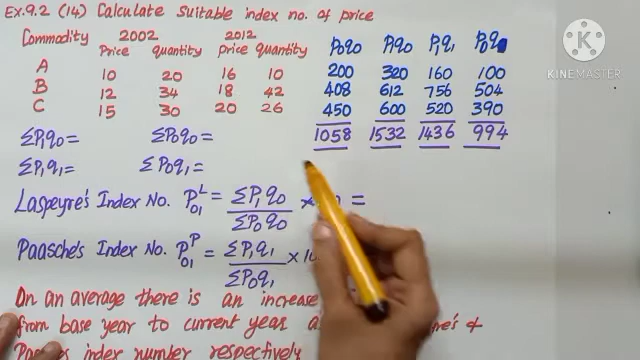 Ex.9.2 (14) Calculate suitable index no. of price
Commodity 2002 2012 P₀q₀ P₁q₀ P₁q₁ P₀q₁
Price quantity price quantity
A 10 20 16 10 200 320 160 100
B 12 34 18 42 408 612 756 504
C 15 30 20 26 450 600 520 390
1058 1532 1436 994
ΣP₁q₀= ΣP₀q₀=
ΣP₁q₁= ΣP₀q₁=
Laspeyre's Index No. P₀₁ᴸ = ΣP₁q₀ / ΣP₀q₀ × =
Paasche's Index No. P₀₁ᴾ = ΣP₁q₁ / ΣP₀q₁ × 10
On an average there is an increase
from base year to current year &
index number respectively
KINEMASTER